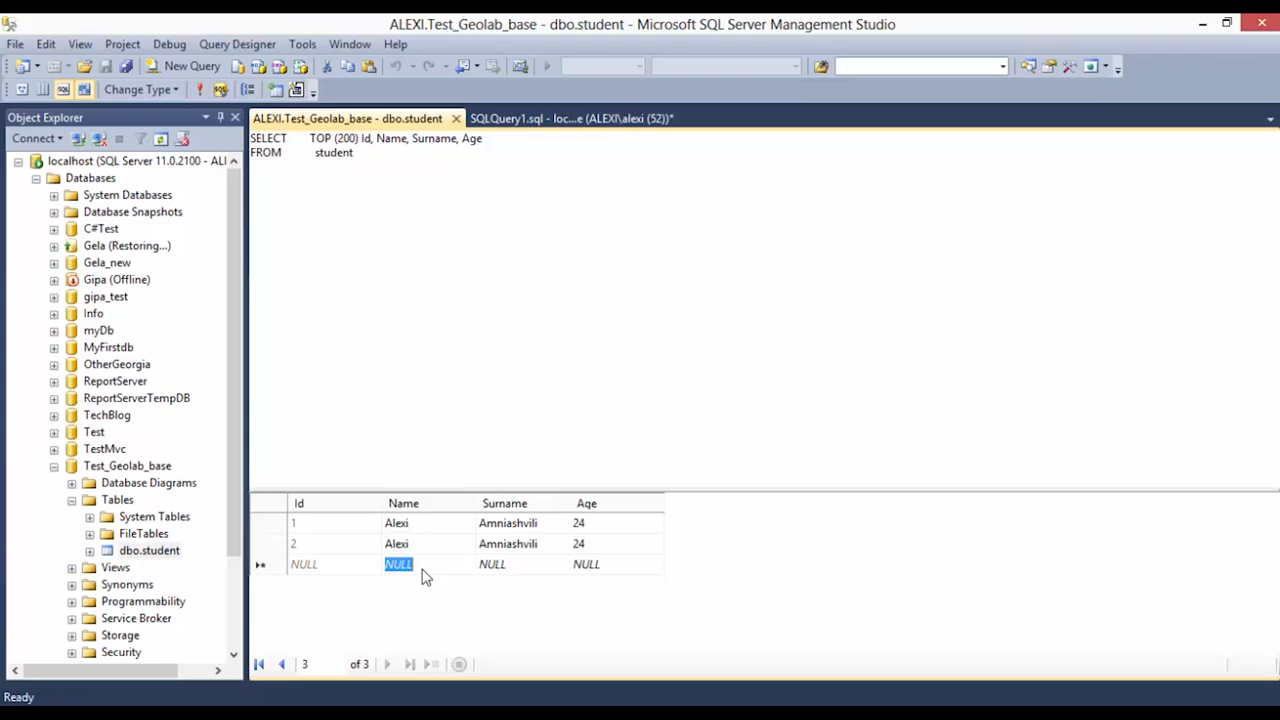 ALEXI.Test_Geolab_base - dbo.student - Microsoft SQL Server Management Studio
File Edit View Project Debug Query Designer Tools Window Help
New Query
Change Type
Object Explorer
Connect
localhost (SQL Server 11.0.2100 - ALI
Databases
System Databases
Database Snapshots
C#Test
Gela (Restoring...)
Gela_new
Gipa (Offline)
gipa_test
Info
myDb
MyFirstdb
OtherGeorgia
ReportServer
ReportServerTempDB
TechBlog
Test
TestMvc
Test_Geolab_base
Database Diagrams
Tables
System Tables
FileTables
dbo.student
Views
Synonyms
Programmability
Service Broker
Storage
Security
ALEXI.Test_Geolab_base - dbo.student SQLQuery1.sql - loc...e (ALEXI\alexi (52))*
SELECT TOP (200) Id, Name, Surname, Age
FROM student
Id Name Surname Age
1 Alexi Amniashvili 24
2 Alexi Amniashvili 24
NULL NULL NULL NULL
3 of 3
Ready